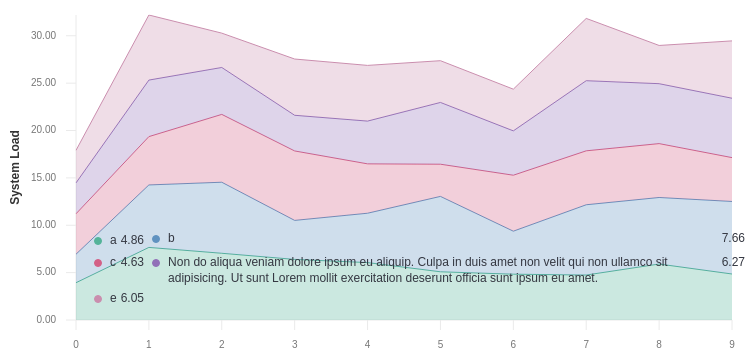 30.00
25.00
20.00
15.00
10.00
5.00
0.00
System Load
a 4.86 b 7.66
c 4.63 Non do aliqua veniam dolore ipsum eu aliquip. Culpa in duis amet non velit qui non ullamco sit 6.27
adipisicing. Ut sunt Lorem mollit exercitation deserunt officia sunt ipsum eu amet.
e 6.05
0 1 2 3 4 5 6 7 8 9